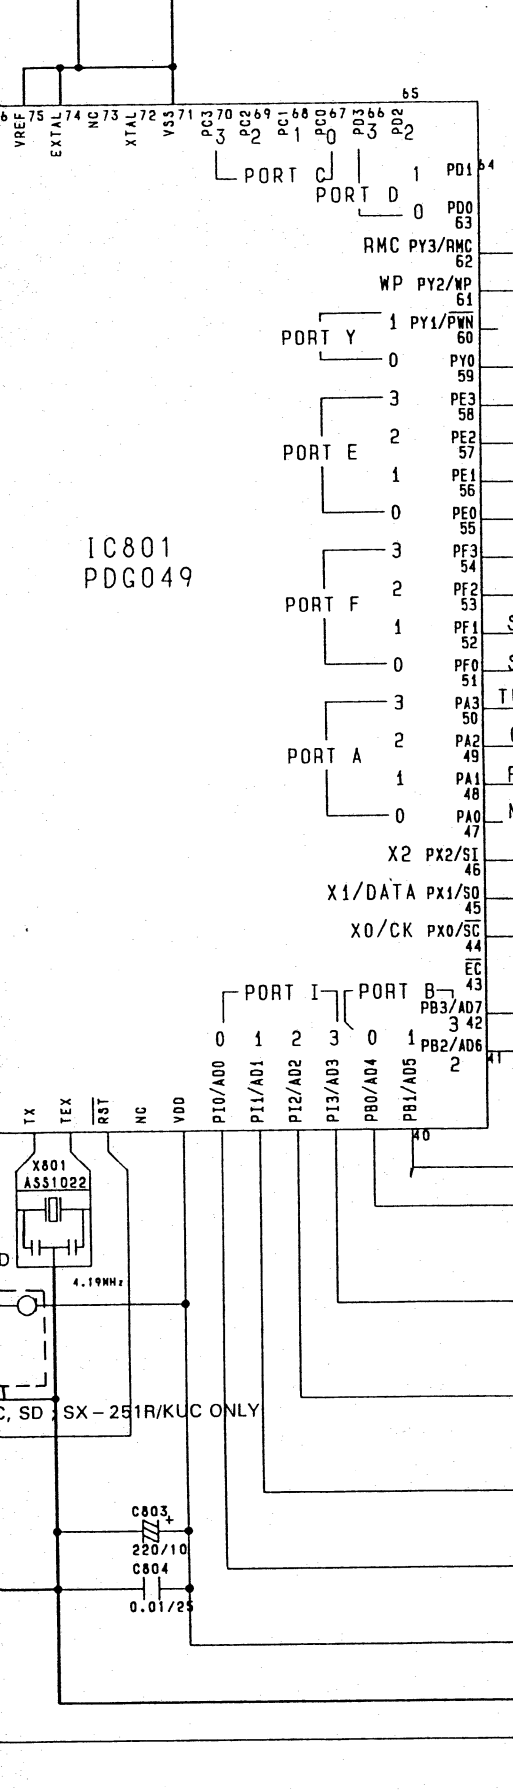 65
6 75 74 73 72 71 70 69 68 67 66
VREF EXTAL NC XTAL VSS PC3 PC2 PC1 PC0 PD3 PD2
3 2 1 0 3 2
PORT C
1 PD1 64
PORT D
0 PD0
63
RMC PY3/RMC
62
WP PY2/WP
61
1 PY1/PWN
PORT Y
60
0 PY0
59
3 PE3
58
2 PE2
PORT E
57
1 PE1
56
0 PE0
55
IC801
3 PF3
54
PDG049
2 PF2
PORT F
53
1 PF1
52
0 PF0
51
3 PA3
50
2 PA2
PORT A
49
1 PA1
48
0 PA0
47
X2 PX2/SI
46
X1/DATA PX1/SO
45
X0/CK PX0/SC
44
EC
43
PORT I PORT B
PB3/AD7
3 42
0 1 2 3 0 1 PB2/AD6
2 41
TX TEX RST NC VDD PI0/AD0 PI1/AD1 PI2/AD2 PI3/AD3 PB0/AD4 PB1/AD5
40
X801
ASS1022
D
4.19MHz
C, SD ; SX-251R/KUC ONLY
C803
+
220/10
C804
0.01/25